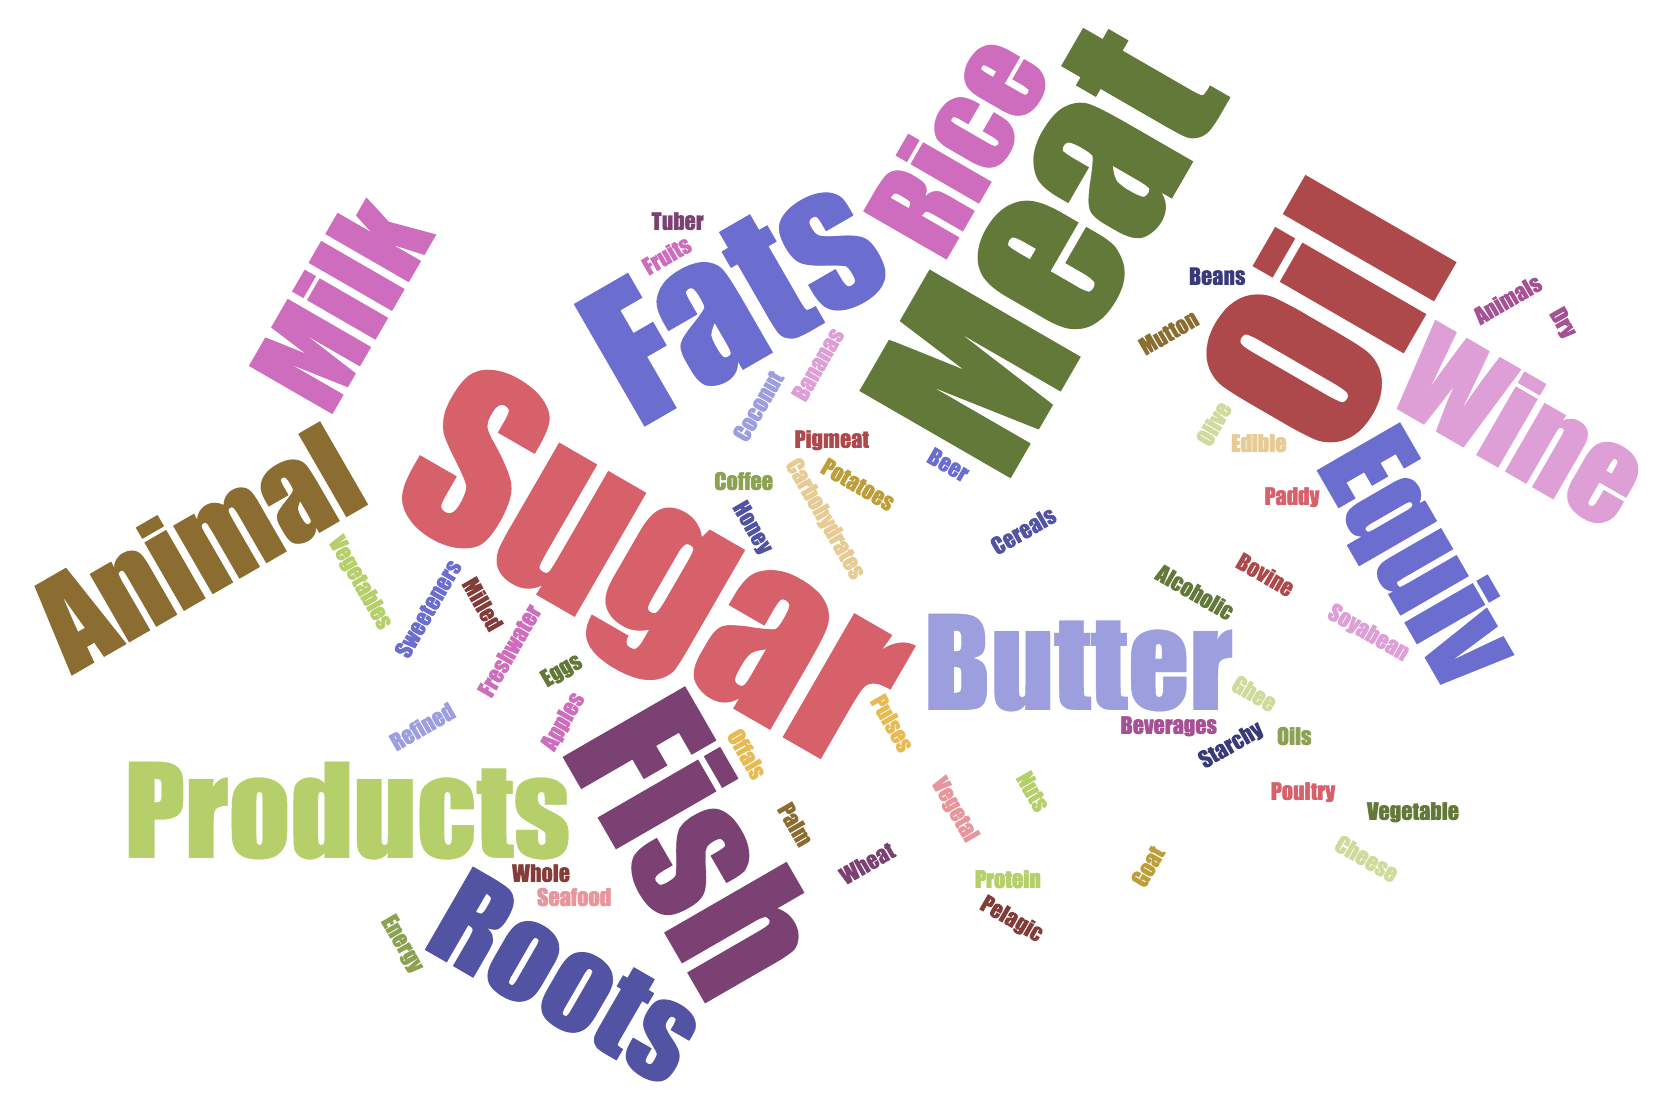 Meat
Rice
Milk
Fats
Tuber
Fruits
Oil
Beans
Animals
Dry
Mutton
Wine
Bananas
Coconut
Pigmeat
Olive
Edible
Sugar
Animal
Beer
Potatoes
Carbohydrates
Coffee
Honey
Equiv
Paddy
Cereals
Vegetables
Sweeteners
Milled
Freshwater
Eggs
Alcoholic
Bovine
Soyabean
Butter
Ghee
Refined
Apples
Pulses
Beverages
Starchy
Oils
Fish
Offals
Products
Vegetal
Nuts
Poultry
Vegetable
Palm
Wheat
Cheese
Goat
Whole
Seafood
Protein
Pelagic
Energy
Roots